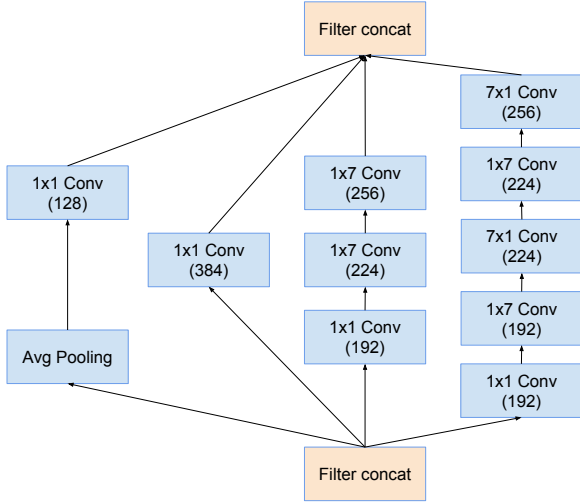 Filter concat
7x1 Conv
(256)
1x1 Conv
(128)
1x7 Conv
(256)
1x7 Conv
(224)
1x1 Conv
(384)
1x7 Conv
(224)
7x1 Conv
(224)
Avg Pooling
1x1 Conv
(192)
1x7 Conv
(192)
1x1 Conv
(192)
Filter concat